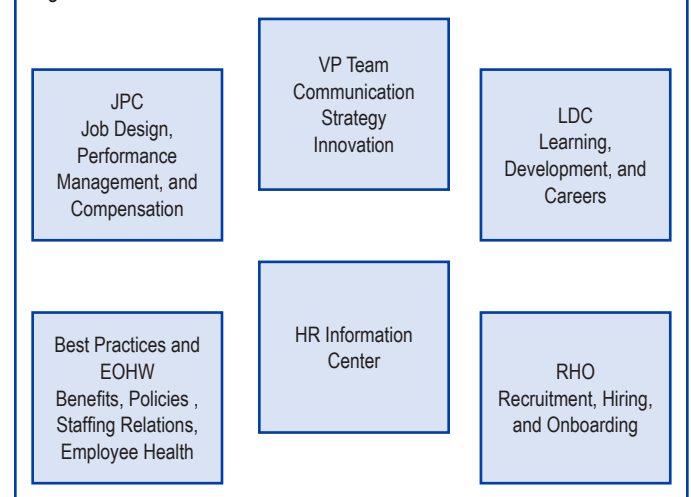 JPC
Job Design,
Performance
Management, and
Compensation
VP Team
Communication
Strategy
Innovation
LDC
Learning,
Development, and
Careers
Best Practices and
EOHW
Benefits, Policies ,
Staffing Relations,
Employee Health
HR Information
Center
RHO
Recruitment, Hiring,
and Onboarding